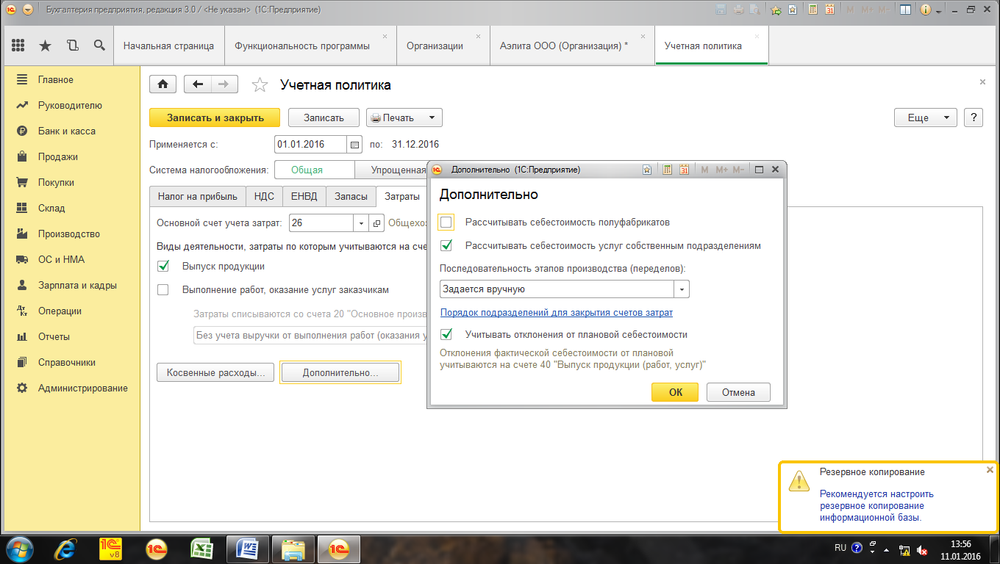 Бухгалтерия предприятия, редакция 3.0 / <Не указан> (1С:Предприятие)
M M+ M-
Начальная страница
Функциональность программы
Организации
Аэлита ООО (Организация) *
Учетная политика
Главное
Руководителю
Банк и касса
Продажи
Покупки
Склад
Производство
ОС и НМА
Зарплата и кадры
Операции
Отчеты
Справочники
Администрирование
Учетная политика
Записать и закрыть
Записать
Печать
Еще
?
Применяется с: 01.01.2016 по: 31.12.2016
Система налогообложения: Общая Упрощенная
Налог на прибыль
НДС
ЕНВД
Запасы
Затраты
Основной счет учета затрат: 26 Общехоз
Виды деятельности, затраты по которым учитываются на сче
Выпуск продукции
Выполнение работ, оказание услуг заказчикам
Затраты списываются со счета 20 "Основное произв
Без учета выручки от выполнения работ (оказания у
Косвенные расходы...
Дополнительно...
Дополнительно (1С:Предприятие)
31
M M+ M-
Дополнительно
Рассчитывать себестоимость полуфабрикатов
Рассчитывать себестоимость услуг собственным подразделениям
Последовательность этапов производства (переделов):
Задается вручную
Порядок подразделений для закрытия счетов затрат
Учитывать отклонения от плановой себестоимости
Отклонения фактической себестоимости от плановой
учитываются на счете 40 "Выпуск продукции (работ, услуг)"
ОК
Отмена
Резервное копирование
Рекомендуется настроить
резервное копирование
информационной базы.
RU
13:56
11.01.2016